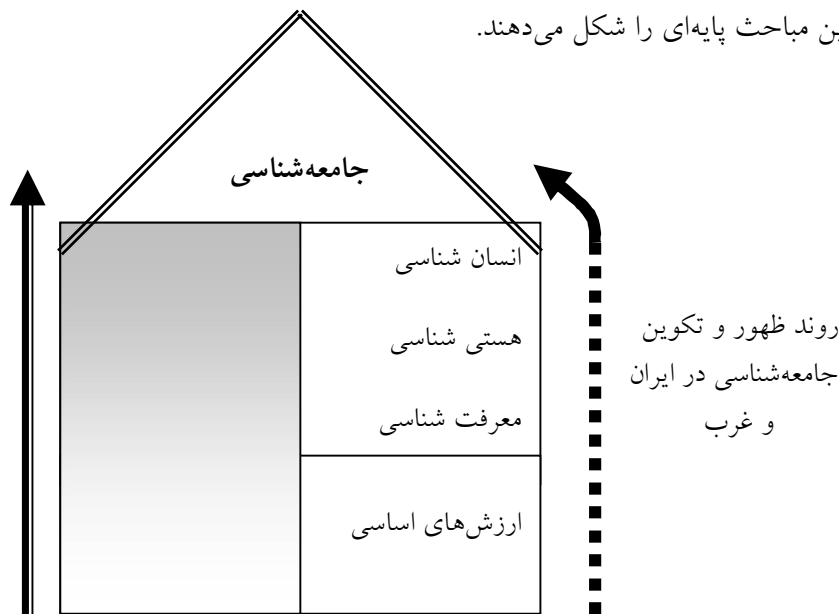 ین مباحث پایه‌ای را شکل می‌دهند.
جامعه‌شناسی
انسان شناسی
هستی شناسی
معرفت شناسی
ارزش‌های اساسی
روند ظهور و تکوین
جامعه‌شناسی در ایران
و غرب